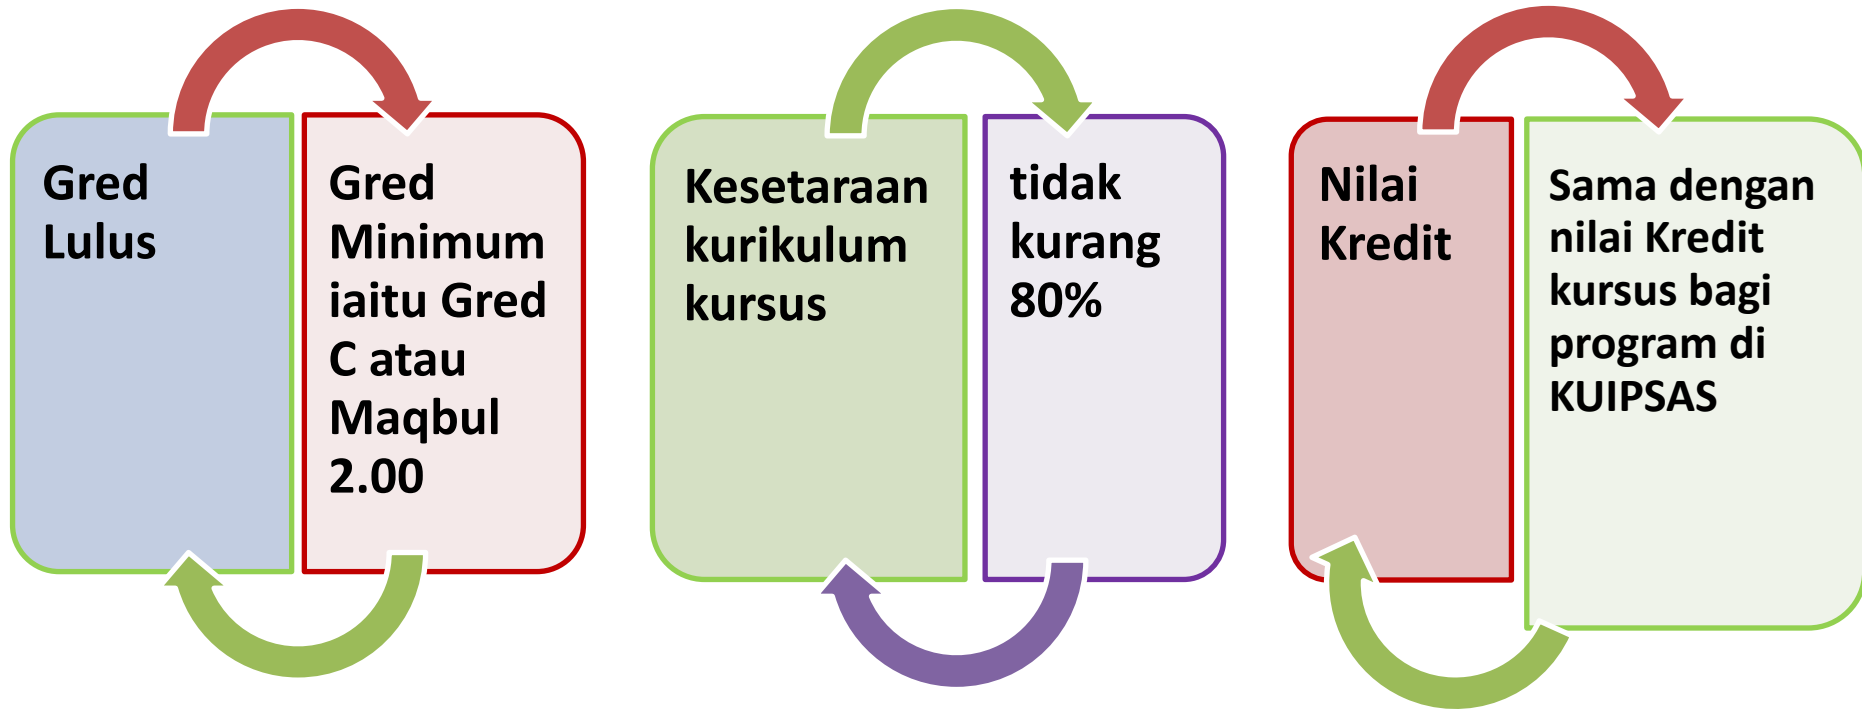 Gred
Lulus
Gred
Minimum
iaitu Gred
C atau
Maqbul
2.00
Kesetaraan
kurikulum
kursus
tidak
kurang
80%
Nilai
Kredit
Sama dengan
nilai Kredit
kursus bagi
program di
KUIPSAS